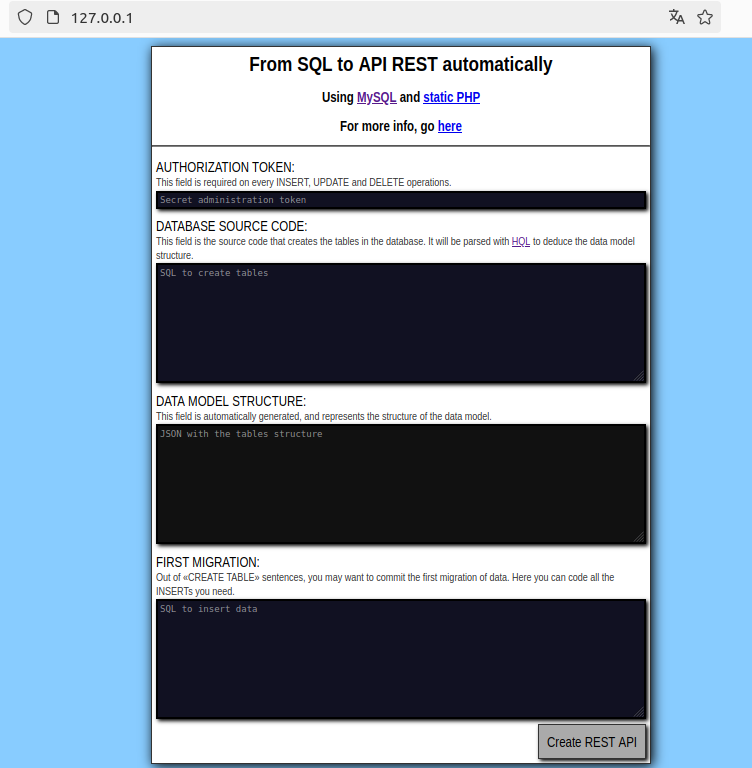 127.0.0.1
From SQL to API REST automatically
Using MySQL and static PHP
For more info, go here
AUTHORIZATION TOKEN:
This field is required on every INSERT, UPDATE and DELETE operations.
Secret administration token
DATABASE SOURCE CODE:
This field is the source code that creates the tables in the database. It will be parsed with HQL to deduce the data model
structure.
SQL to create tables
DATA MODEL STRUCTURE:
This field is automatically generated, and represents the structure of the data model.
JSON with the tables structure
FIRST MIGRATION:
Out of «CREATE TABLE» sentences, you may want to commit the first migration of data. Here you can code all the
INSERTs you need.
SQL to insert data
Create REST API